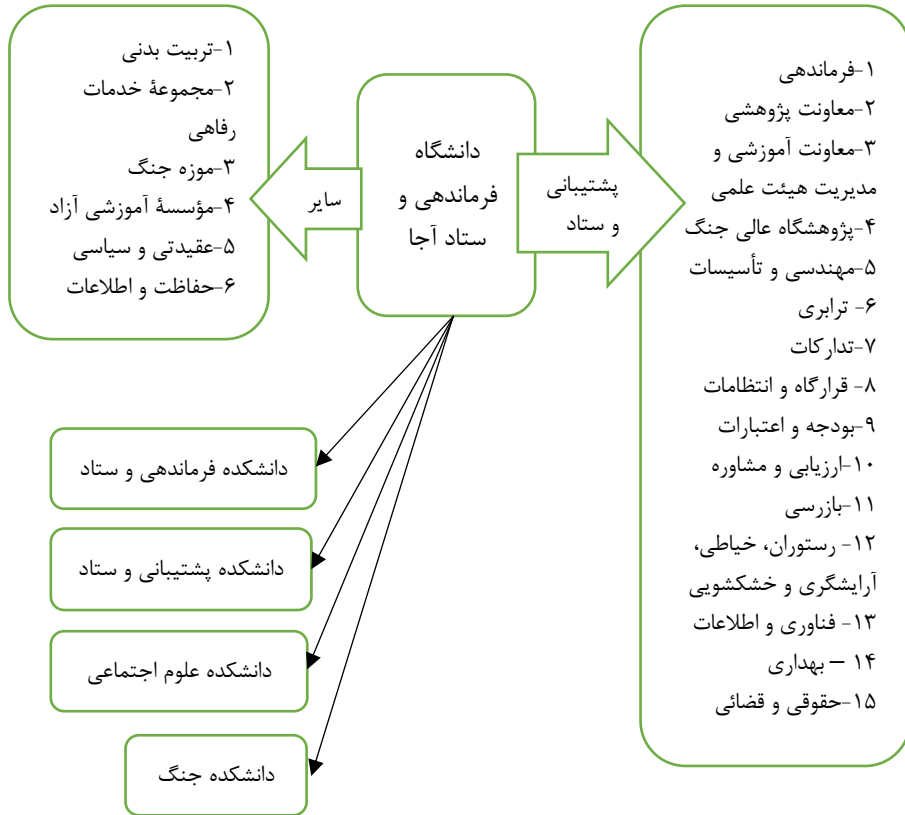 ۱-فرماندهی
۲-معاونت پژوهشی
۳-معاونت آموزشی و
مدیریت هیئت علمی
۴-پژوهشگاه عالی جنگ
۵-مهندسی و تأسیسات
۶- ترابری
۷-تدارکات
۸- قرارگاه و انتظامات
۹-بودجه و اعتبارات
۱۰-ارزیابی و مشاوره
۱۱-بازرسی
۱۲- رستوران، خیاطی،
آرایشگری و خشکشویی
۱۳- فناوری و اطلاعات
۱۴ – بهداری
۱۵-حقوقی و قضائی
پشتیبانی
و ستاد
دانشگاه
فرماندهی و
ستاد آجا
سایر
۱-تربیت بدنی
۲-مجموعۀ خدمات
رفاهی
۳-موزه جنگ
۴-مؤسسۀ آموزشی آزاد
۵-عقیدتی و سیاسی
۶-حفاظت و اطلاعات
دانشکده فرماندهی و ستاد
دانشکده پشتیبانی و ستاد
دانشکده علوم اجتماعی
دانشکده جنگ